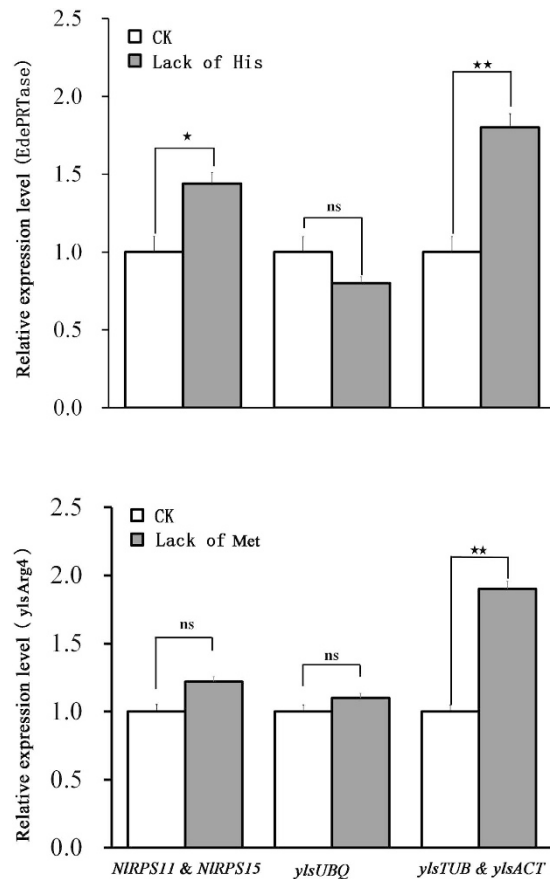 Relative expression level (EdePRTase)
2.5
2.0
1.5
1.0
0.5
0.0
CK
Lack of His
★
ns
★★
Relative expression level ( ylsArg4)
2.5
2.0
1.5
1.0
0.5
0.0
CK
Lack of Met
ns
ns
★★
NlRPS11 & NlRPS15
ylsUBQ
ylsTUB & ylsACT